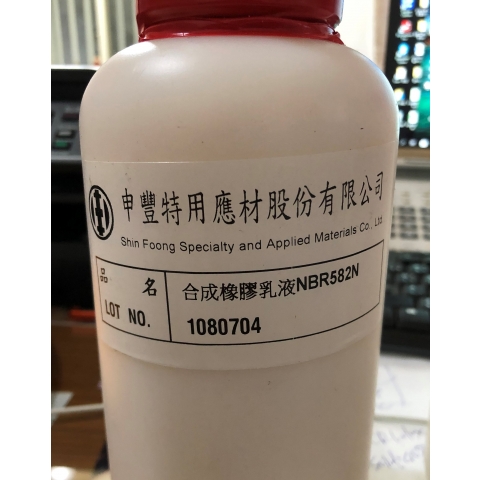 申豐特用應材股份有限公司
Shin Foong Specialty and Applied Materials Co., Ltd.
品 名 合成橡膠乳液NBR582N
LOT NO. 1080704